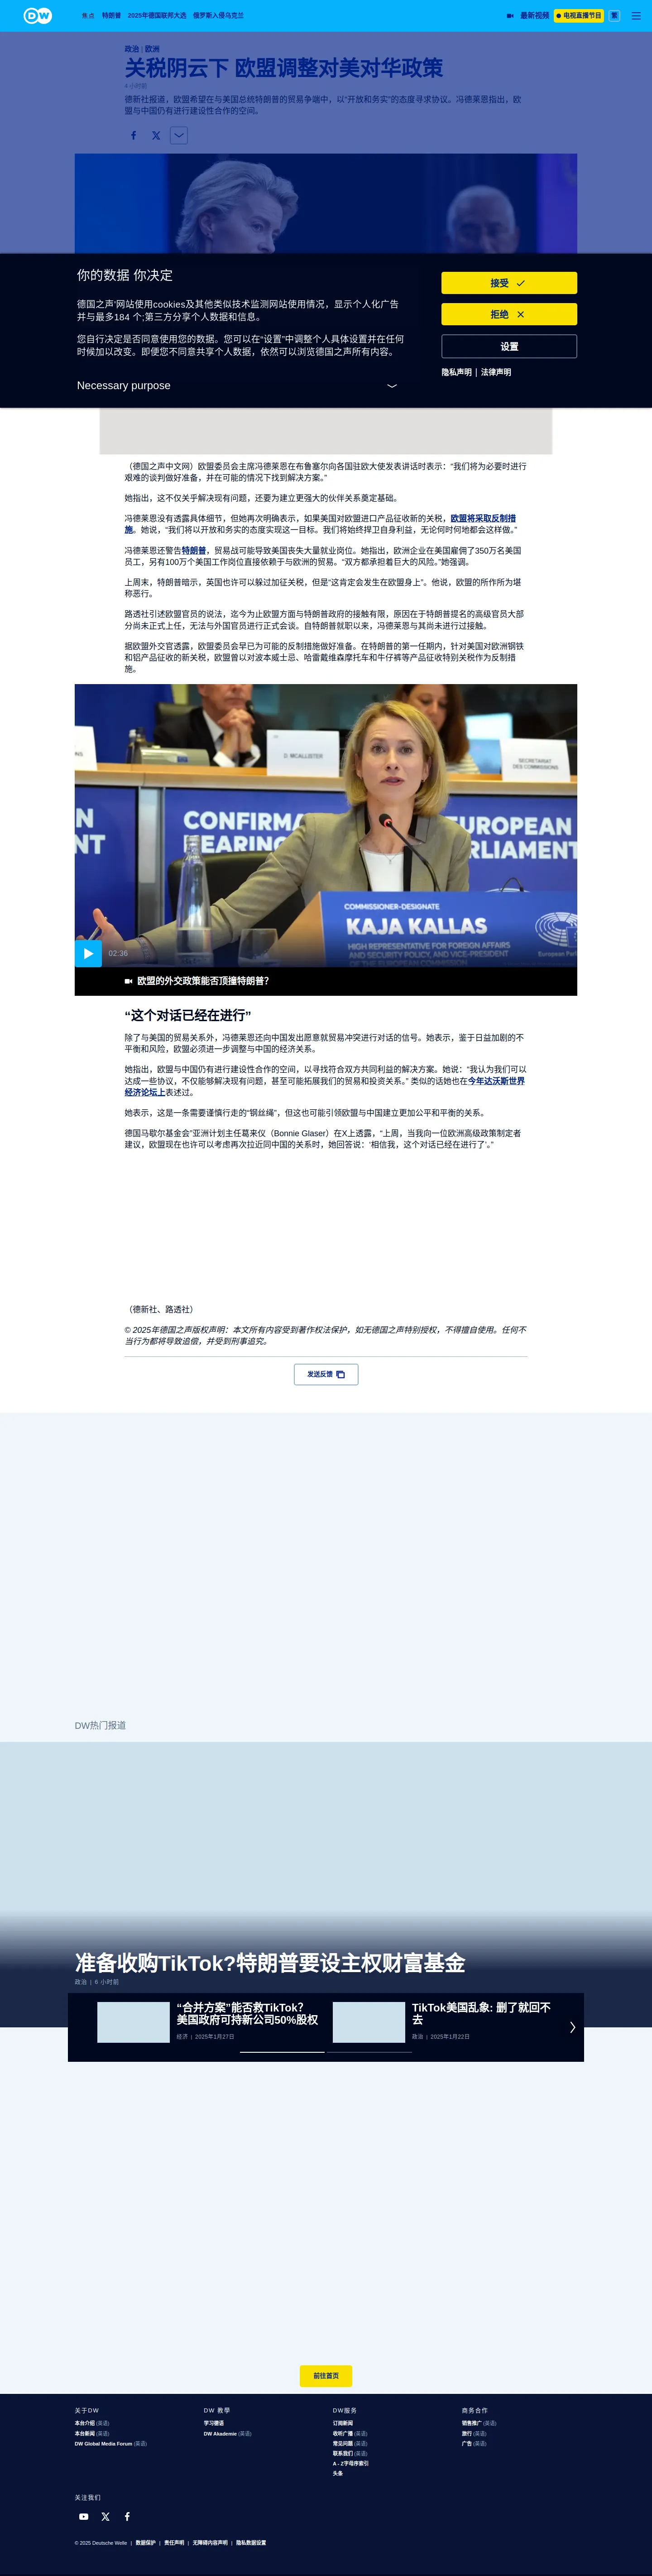 DW
焦点 特朗普 2025年德国联邦大选 俄罗斯入侵乌克兰
最新视频 电视直播节目 繁
政治 | 欧洲
关税阴云下 欧盟调整对美对华政策
4 小时前
德新社报道，欧盟希望在与美国总统特朗普的贸易争端中，以“开放和务实”的态度寻求协议。冯德莱恩指出，欧
盟与中国仍有进行建设性合作的空间。
你的数据 你决定
德国之声'网站使用cookies及其他类似技术监测网站使用情况，显示个人化广告
并与最多184 个;第三方分享个人数据和信息。
您自行决定是否同意使用您的数据。您可以在“设置”中调整个人具体设置并在任何
时候加以改变。即便您不同意共享个人数据，依然可以浏览德国之声所有内容。
Necessary purpose
接受
拒绝
设置
隐私声明 | 法律声明
（德国之声中文网）欧盟委员会主席冯德莱恩在布鲁塞尔向各国驻欧大使发表讲话时表示：“我们将为必要时进行
艰难的谈判做好准备，并在可能的情况下找到解决方案。”
她指出，这不仅关乎解决现有问题，还要为建立更强大的伙伴关系奠定基础。
冯德莱恩没有透露具体细节，但她再次明确表示，如果美国对欧盟进口产品征收新的关税，欧盟将采取反制措
施。她说，“我们将以开放和务实的态度实现这一目标。我们将始终捍卫自身利益，无论何时何地都会这样做。”
冯德莱恩还警告特朗普，贸易战可能导致美国丧失大量就业岗位。她指出，欧洲企业在美国雇佣了350万名美国
员工，另有100万个美国工作岗位直接依赖于与欧洲的贸易。“双方都承担着巨大的风险。”她强调。
上周末，特朗普暗示，英国也许可以躲过加征关税，但是“这肯定会发生在欧盟身上”。他说，欧盟的所作所为堪
称恶行。
路透社引述欧盟官员的说法，迄今为止欧盟方面与特朗普政府的接触有限，原因在于特朗普提名的高级官员大部
分尚未正式上任，无法与外国官员进行正式会谈。自特朗普就职以来，冯德莱恩与其尚未进行过接触。
据欧盟外交官透露，欧盟委员会早已为可能的反制措施做好准备。在特朗普的第一任期内，针对美国对欧洲钢铁
和铝产品征收的新关税，欧盟曾以对波本威士忌、哈雷戴维森摩托车和牛仔裤等产品征收特别关税作为反制措
施。
D. MCALLISTER
SECRETARIAT
DES COMMISSIONS
CONFIRMA
HEARING
EUROPEAN
PARLIAMENT
COMMISSIONER-DESIGNATE
KAJA KALLAS
HIGH REPRESENTATIVE FOR FOREIGN AFFAIRS
AND SECURITY POLICY, AND VICE-PRESIDENT
European Parliament
02:36
欧盟的外交政策能否顶撞特朗普？
“这个对话已经在进行”
除了与美国的贸易关系外，冯德莱恩还向中国发出愿意就贸易冲突进行对话的信号。她表示，鉴于日益加剧的不
平衡和风险，欧盟必须进一步调整与中国的经济关系。
她指出，欧盟与中国仍有进行建设性合作的空间，以寻找符合双方共同利益的解决方案。她说：“我认为我们可以
达成一些协议，不仅能够解决现有问题，甚至可能拓展我们的贸易和投资关系。” 类似的话她也在今年达沃斯世界
经济论坛上表述过。
她表示，这是一条需要谨慎行走的“钢丝绳”，但这也可能引领欧盟与中国建立更加公平和平衡的关系。
德国马歇尔基金会”亚洲计划主任葛来仪（Bonnie Glaser）在X上透露，“上周，当我向一位欧洲高级政策制定者
建议，欧盟现在也许可以考虑再次拉近同中国的关系时，她回答说：‘相信我，这个对话已经在进行了’。”
（德新社、路透社）
© 2025年德国之声版权声明：本文所有内容受到著作权法保护，如无德国之声特别授权，不得擅自使用。任何不
当行为都将导致追偿，并受到刑事追究。
发送反馈
DW热门报道
准备收购TikTok?特朗普要设主权财富基金
政治 | 6 小时前
“合并方案”能否救TikTok？
美国政府可持新公司50%股权
经济 | 2025年1月27日
TikTok美国乱象: 删了就回不
去
政治 | 2025年1月22日
前往首页
关于DW
本台介绍 (英语)
本台新闻 (英语)
DW Global Media Forum (英语)
DW 教學
学习德语
DW Akademie (英语)
DW服务
订阅新闻
收听广播 (英语)
常见问题 (英语)
联系我们 (英语)
A - Z字母序索引
头条
商务合作
销售推广 (英语)
旅行 (英语)
广告 (英语)
关注我们
© 2025 Deutsche Welle | 数据保护 | 责任声明 | 无障碍内容声明 | 隐私数据设置